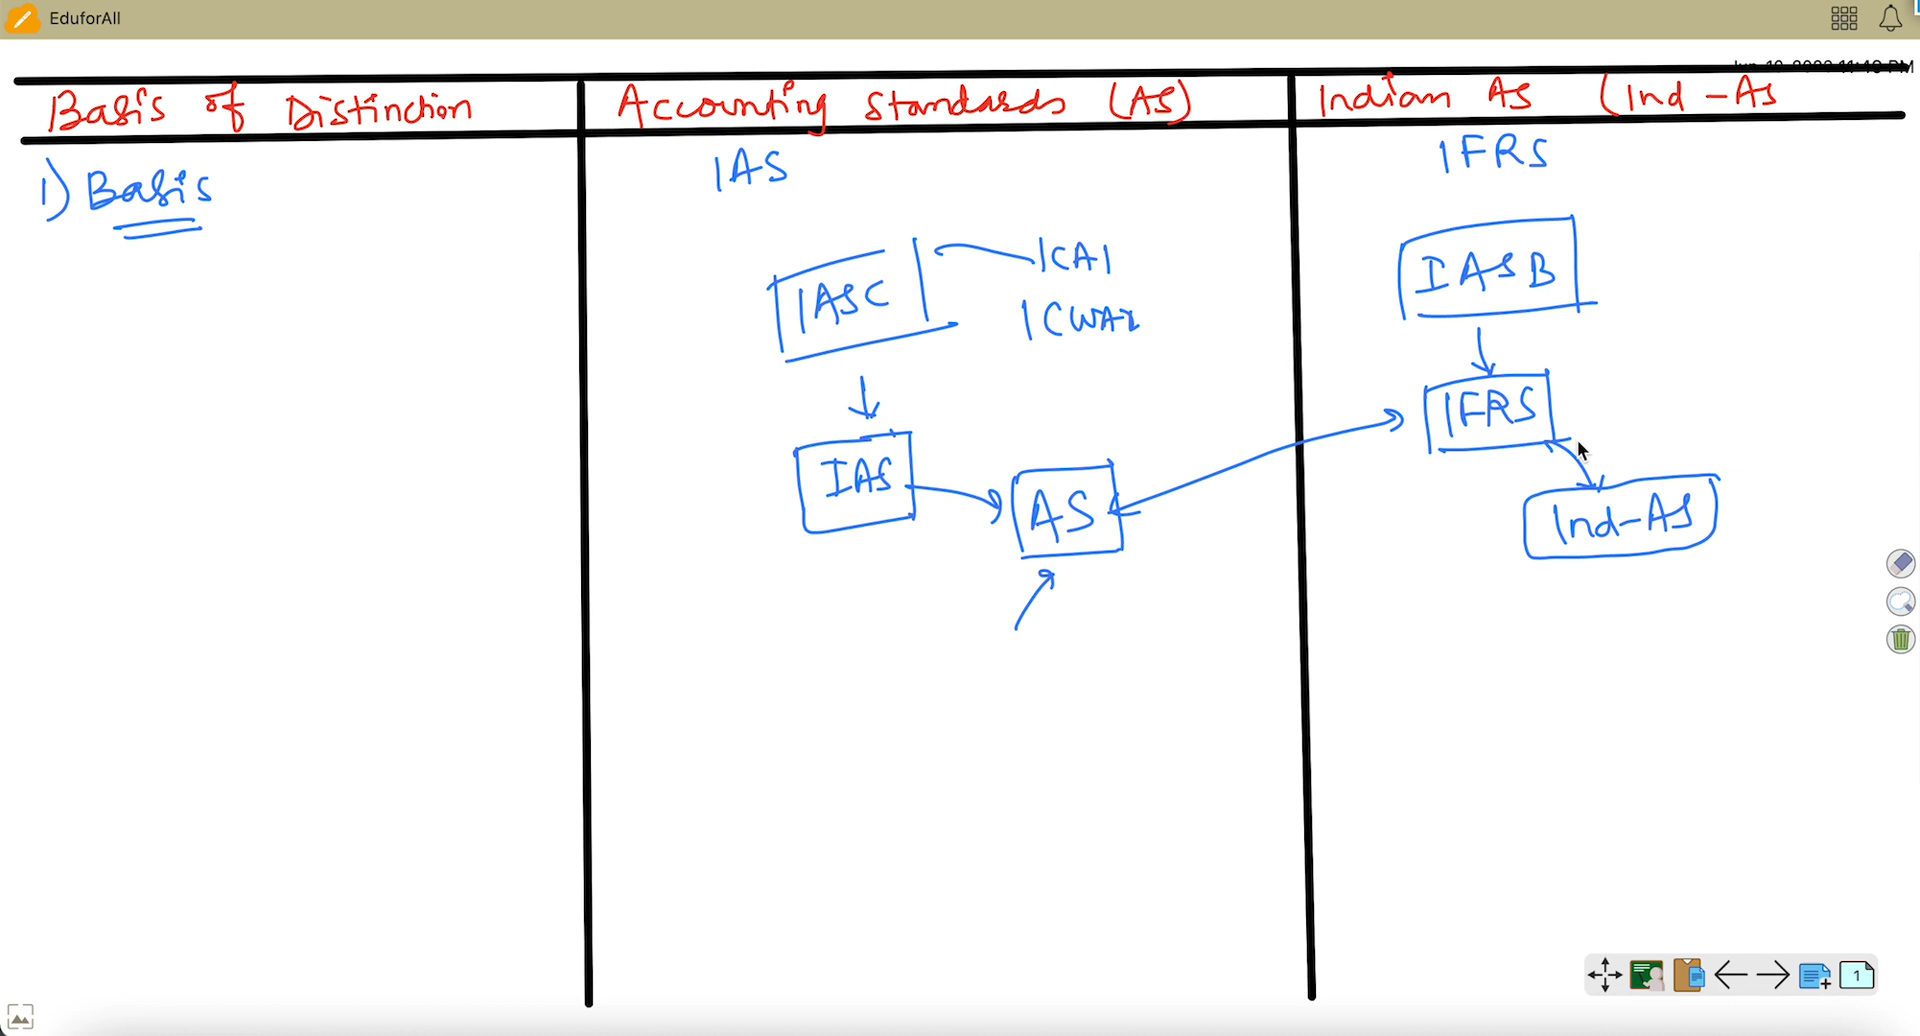 EduforAll
Basis of Distinction
Accounting Standards (AS)
Indian AS (Ind-As
1) Basis
IAS
IFRS
IASC
ICAI
ICWAI
IASB
IAS
AS
IFRS
Ind-AS
1